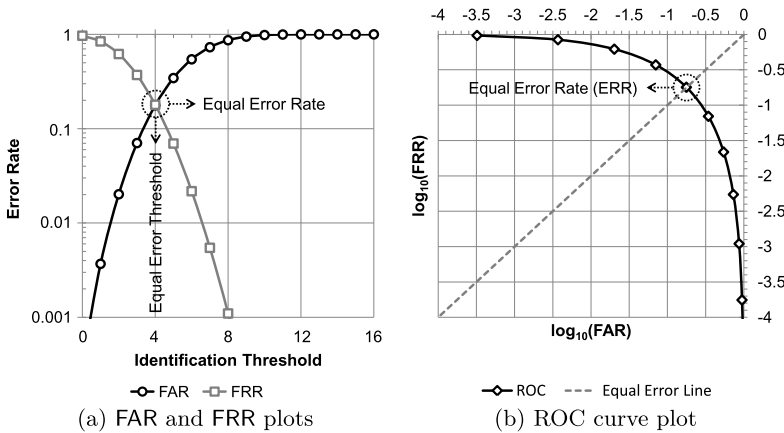 1
0.1
0.01
0.001
Error Rate
Equal Error Rate
Equal Error Threshold
0 4 8 12 16
Identification Threshold
FAR FRR
(a) FAR and FRR plots
-4 -3.5 -3 -2.5 -2 -1.5 -1 -0.5 0
0
-0.5
-1
-1.5
-2
-2.5
-3
-3.5
-4
Equal Error Rate (ERR)
log10(FRR)
log10(FAR)
ROC Equal Error Line
(b) ROC curve plot